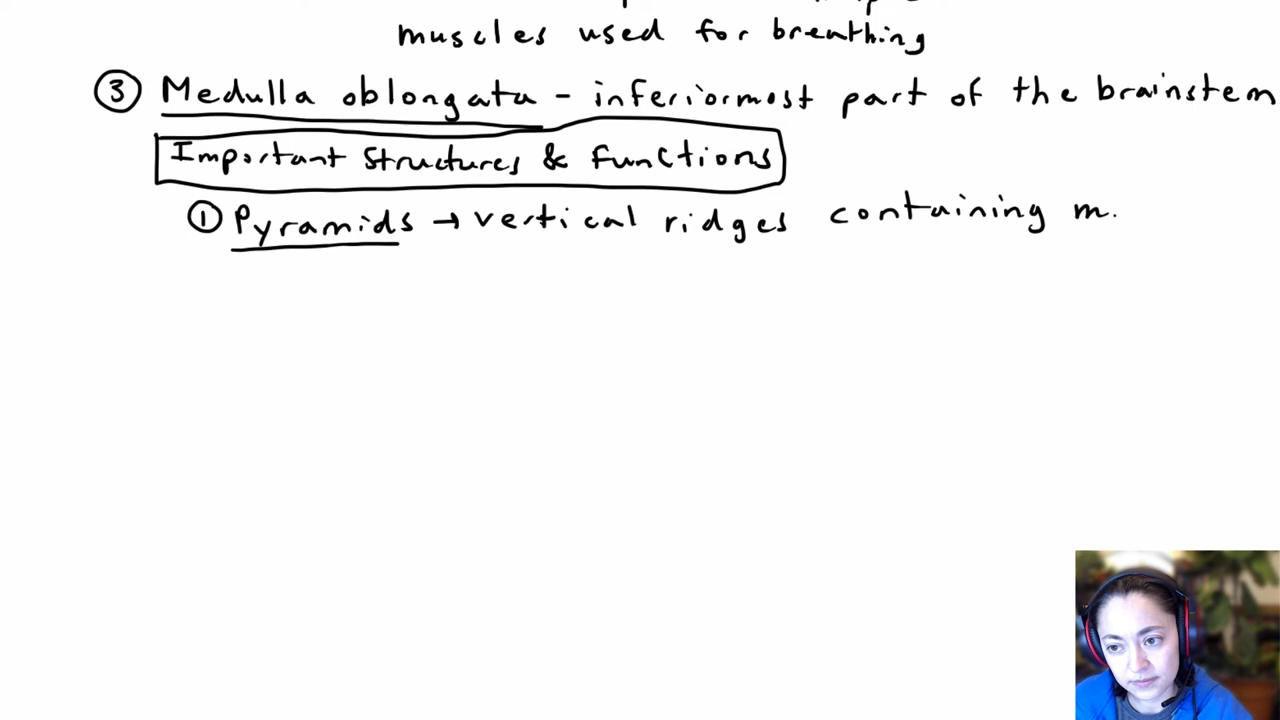 muscles used for breathing
③ Medulla oblongata - inferiormost part of the brainstem
Important Structures & Functions
① Pyramids → vertical ridges containing m.